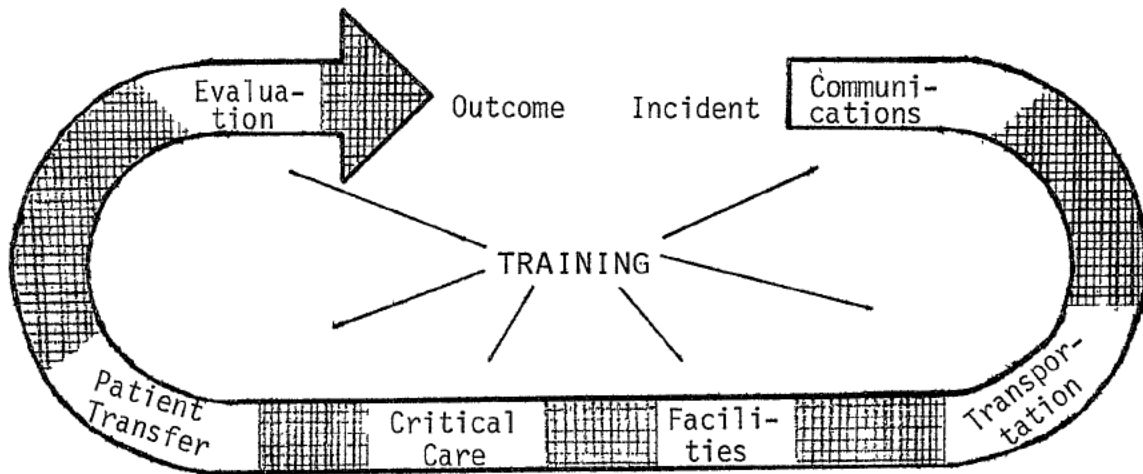 Evalua-
tion
Outcome
Incident
Communi-
cations
TRAINING
Transpor-
tation
Facili-
ties
Critical
Care
Patient
Transfer